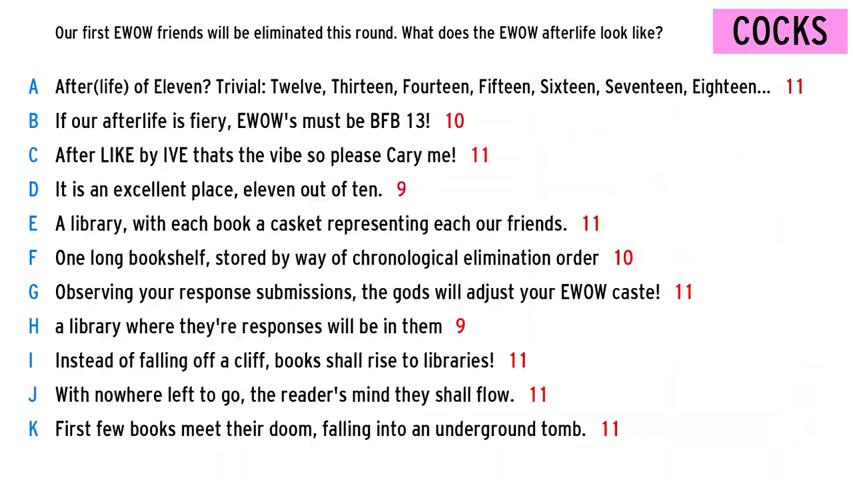 Our first EWOW friends will be eliminated this round. What does the EWOW afterlife look like?
COCKS
A After(life) of Eleven? Trivial: Twelve, Thirteen, Fourteen, Fifteen, Sixteen, Seventeen, Eighteen... 11
B If our afterlife is fiery, EWOW's must be BFB 13! 10
C After LIKE by IVE thats the vibe so please Cary me! 11
D It is an excellent place, eleven out of ten. 9
E A library, with each book a casket representing each our friends. 11
F One long bookshelf, stored by way of chronological elimination order 10
G Observing your response submissions, the gods will adjust your EWOW caste! 11
H a library where they're responses will be in them 9
I Instead of falling off a cliff, books shall rise to libraries! 11
J With nowhere left to go, the reader's mind they shall flow. 11
K First few books meet their doom, falling into an underground tomb. 11